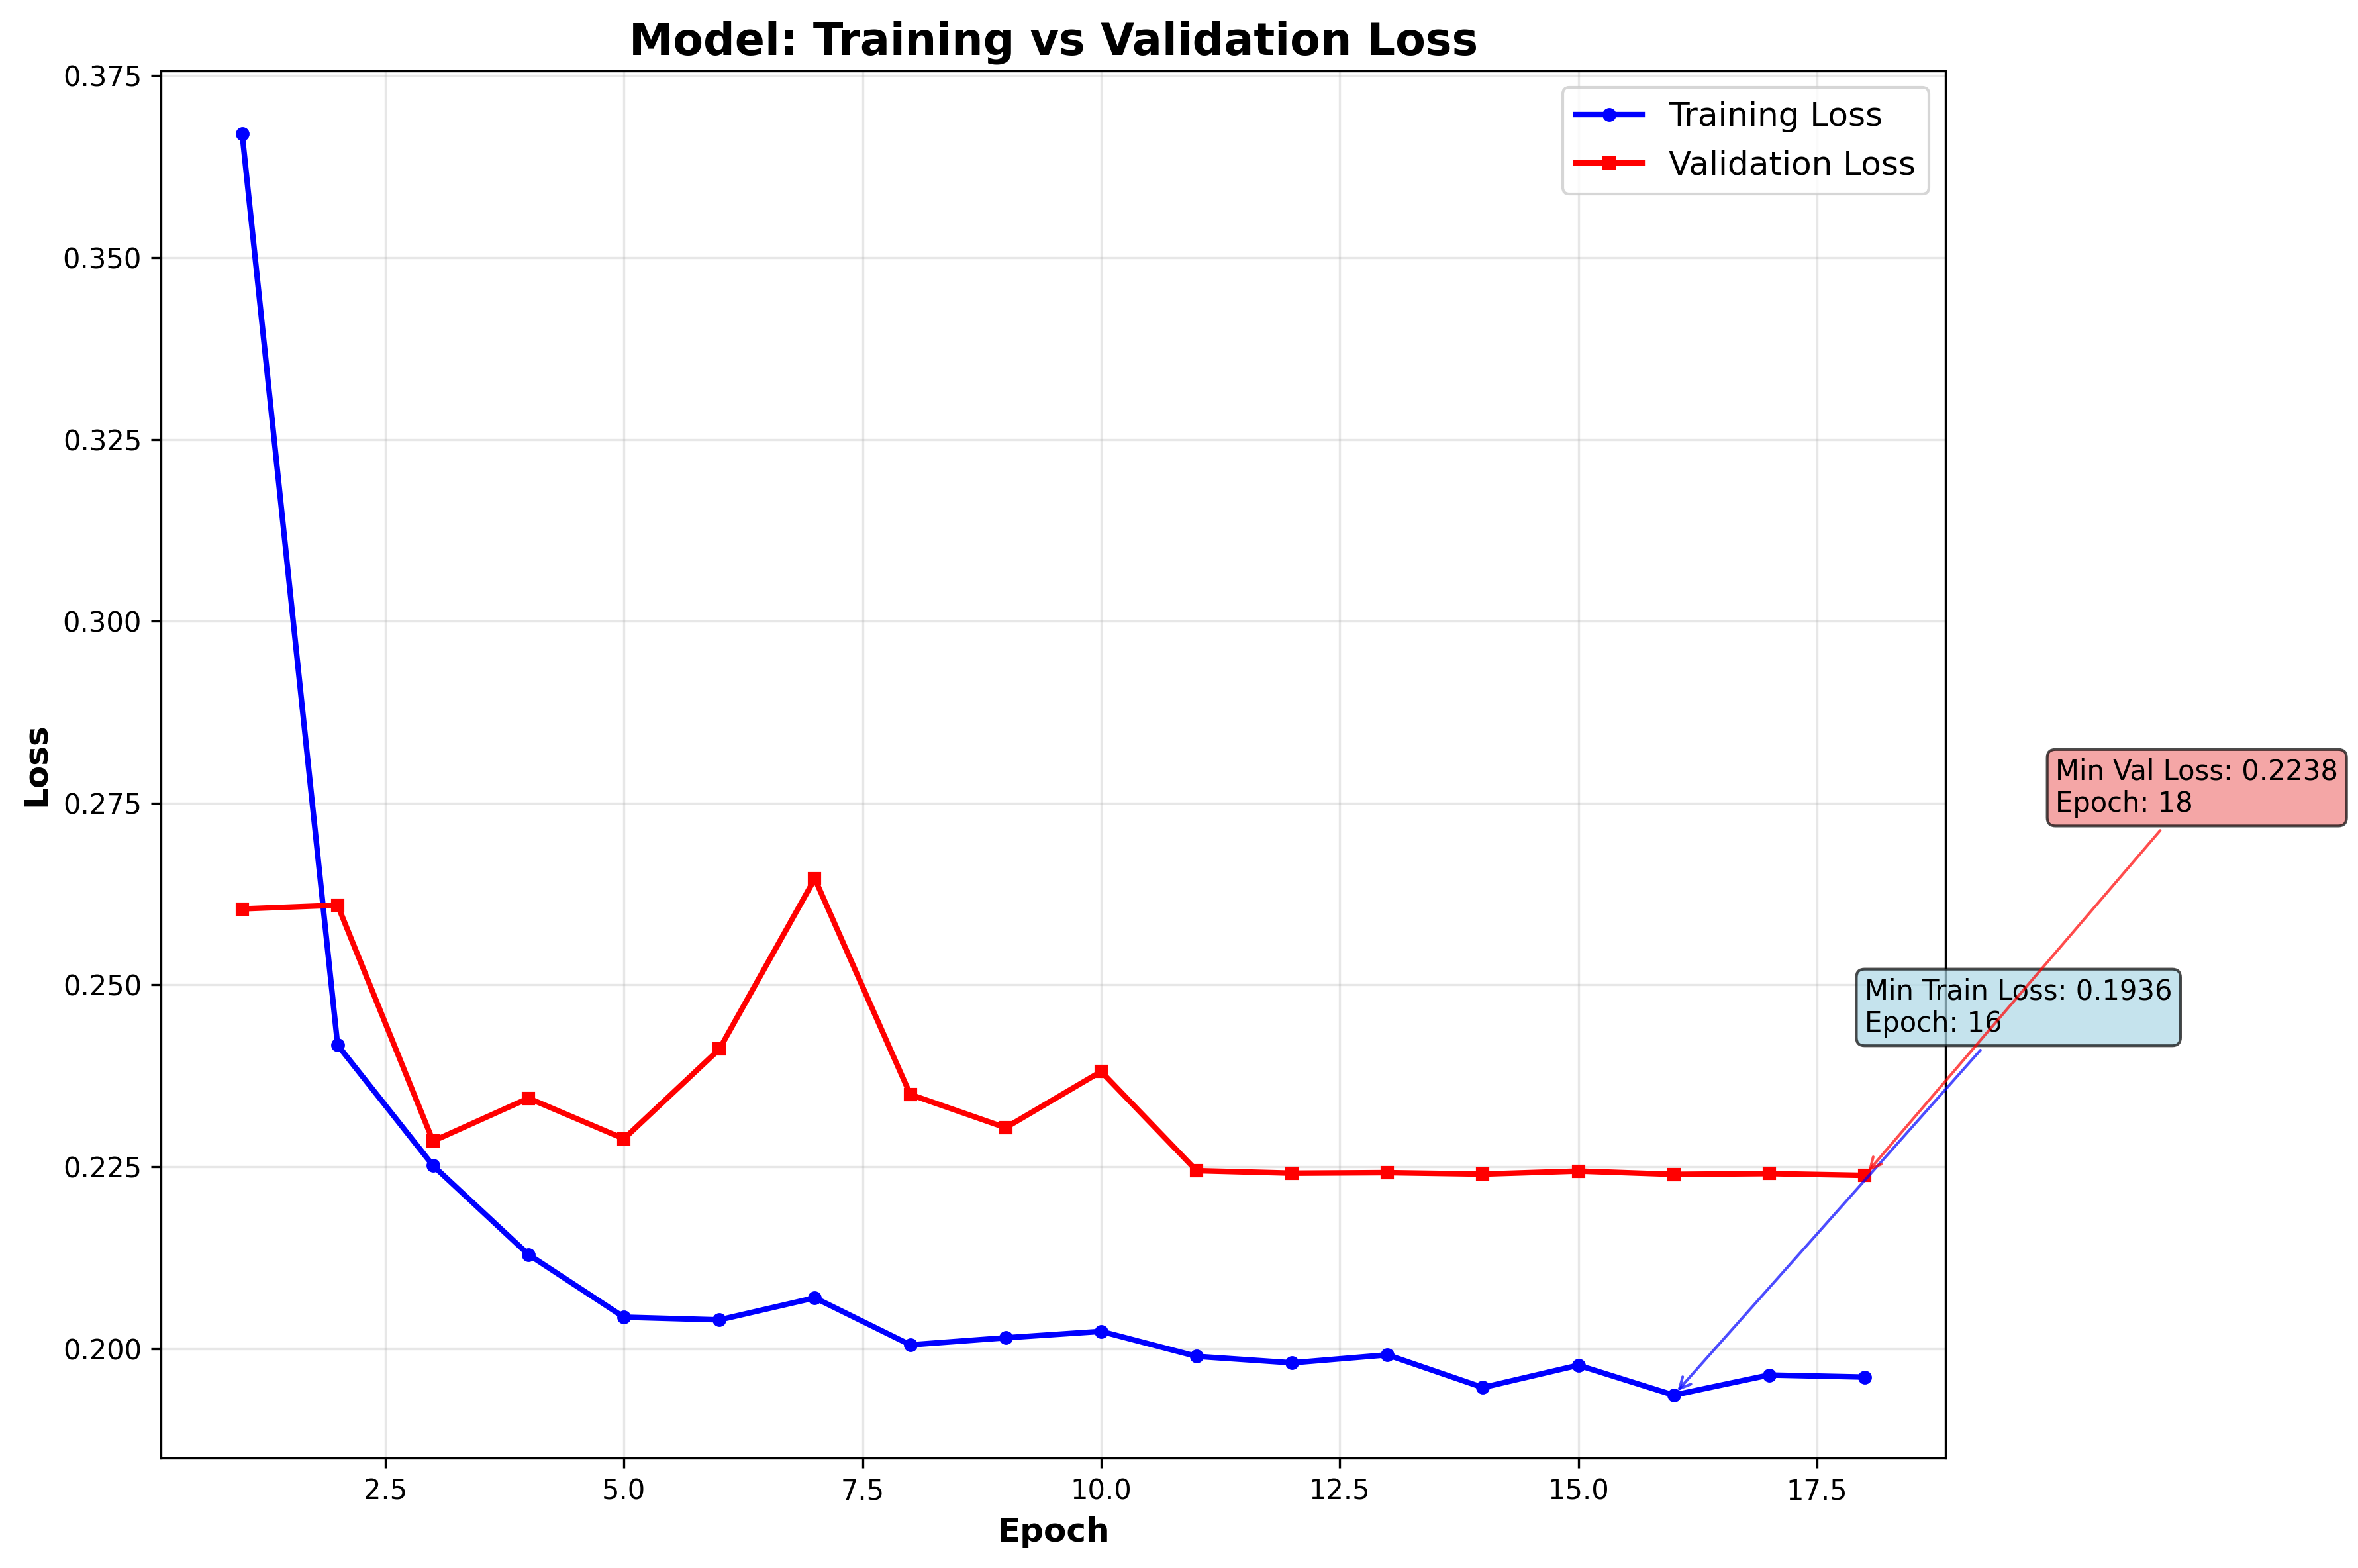 Model: Training vs Validation Loss
Training Loss
Validation Loss
0.375
0.350
0.325
0.300
0.275
0.250
0.225
0.200
Loss
Min Val Loss: 0.2238
Epoch: 18
Min Train Loss: 0.1936
Epoch: 16
2.5 5.0 7.5 10.0 12.5 15.0 17.5
Epoch